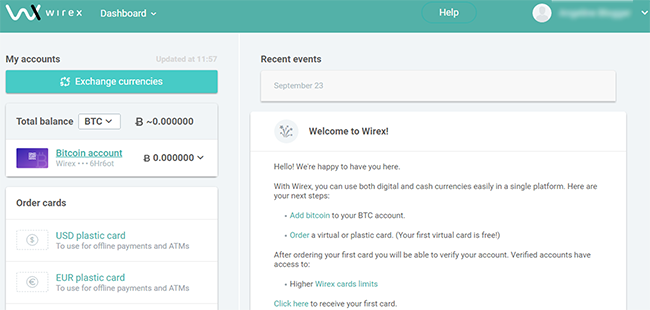 wirex
Dashboard
Help
My accounts
Updated at 11:57
Exchange currencies
Total balance BTC Ƀ ~0.000000
Bitcoin account
Wirex • • • 6Hr6ot
Ƀ 0.000000
Order cards
USD plastic card
To use for offline payments and ATMs
EUR plastic card
To use for offline payments and ATMs
Recent events
September 23
Welcome to Wirex!
Hello! We're happy to have you here.
With Wirex, you can use both digital and cash currencies easily in a single platform. Here are
your next steps:
• Add bitcoin to your BTC account.
• Order a virtual or plastic card. (Your first virtual card is free!)
After ordering your first card you will be able to verify your account. Verified accounts have
access to:
• Higher Wirex cards limits
Click here to receive your first card.